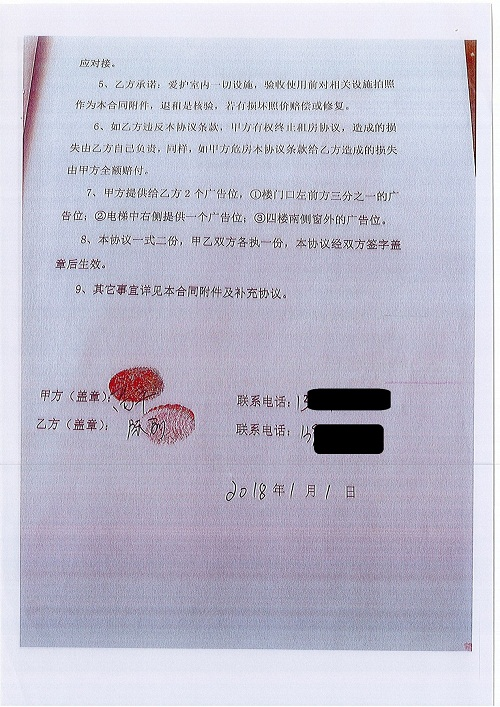 应对接。
5、乙方承诺：爱护室内一切设施，验收使用前对相关设施拍照
作为本合同附件，退租是核验，若有损坏照价赔偿或修复。
6、如乙方违反本协议条款，甲方有权终止租房协议，造成的损
失由乙方自己负责，同样，如甲方危房本协议条款给乙方造成的损失
由甲方全额赔付。
7、甲方提供给乙方 2 个广告位，①楼门口左前方三分之一的广
告位；②电梯中右侧提供一个广告位；③四楼南侧窗外的广告位。
8、本协议一式二份，甲乙双方各执一份，本协议经双方签字盖
章后生效。
9、其它事宜详见本合同附件及补充协议。
甲方（盖章）： 联系电话：13
乙方（盖章）： 联系电话：
2018 年 1 月 1 日